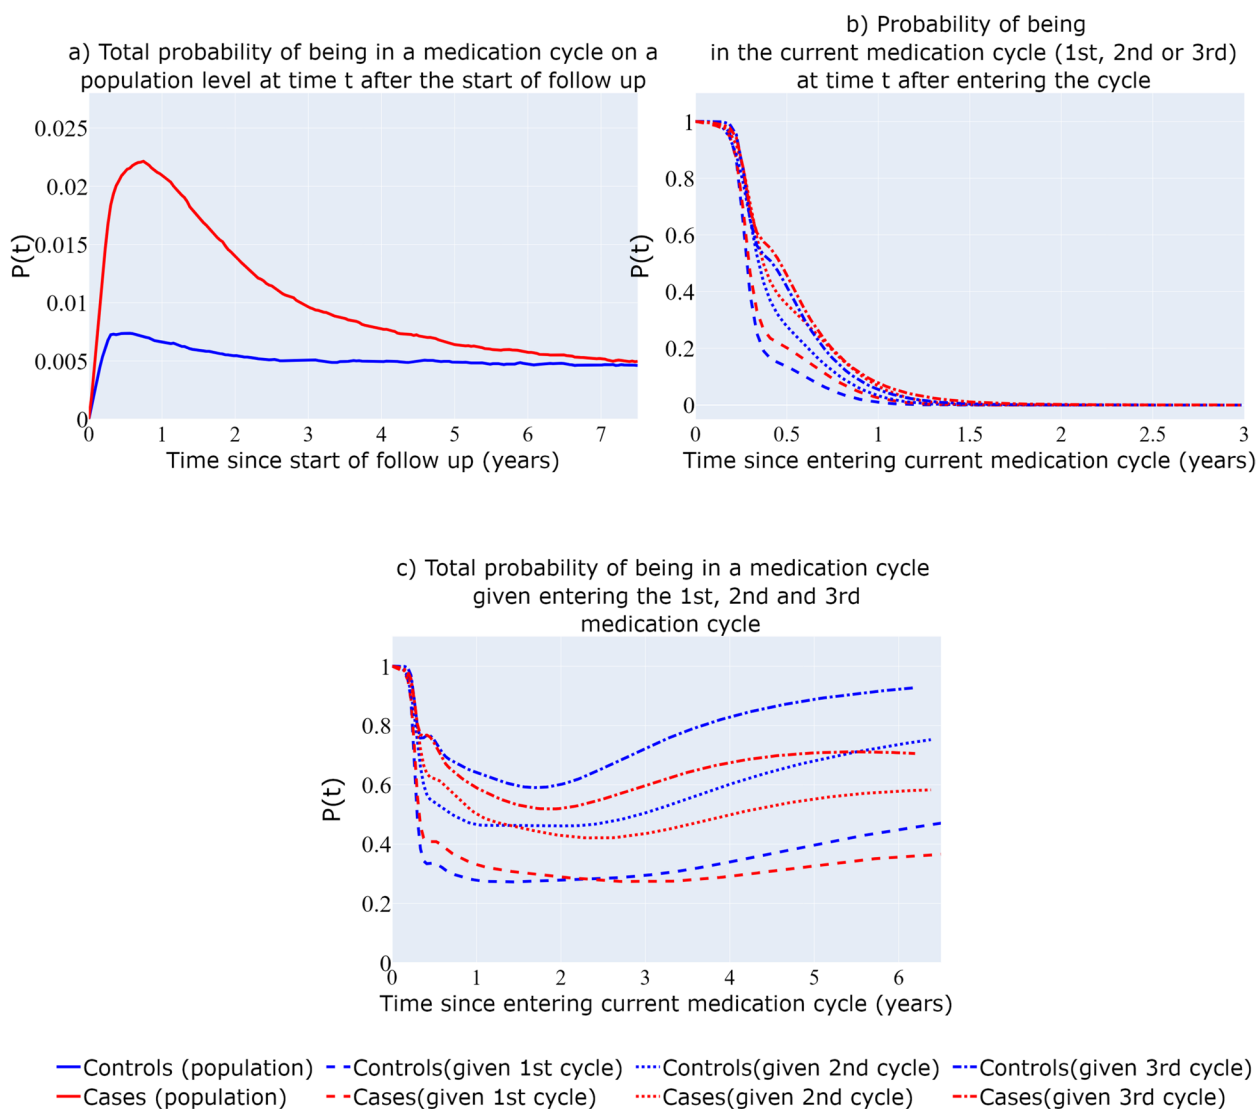 a) Total probability of being in a medication cycle on a
population level at time t after the start of follow up
0.025
0.02
0.015
0.01
0.005
0
P(t)
0 1 2 3 4 5 6 7
Time since start of follow up (years)
b) Probability of being
in the current medication cycle (1st, 2nd or 3rd)
at time t after entering the cycle
1
0.8
0.6
0.4
0.2
0
P(t)
0 0.5 1 1.5 2 2.5 3
Time since entering current medication cycle (years)
c) Total probability of being in a medication cycle
given entering the 1st, 2nd and 3rd
medication cycle
1
0.8
0.6
0.4
0.2
0
P(t)
0 1 2 3 4 5 6
Time since entering current medication cycle (years)
Controls (population) Controls(given 1st cycle) Controls(given 2nd cycle) Controls(given 3rd cycle)
Cases (population) Cases(given 1st cycle) Cases(given 2nd cycle) Cases(given 3rd cycle)